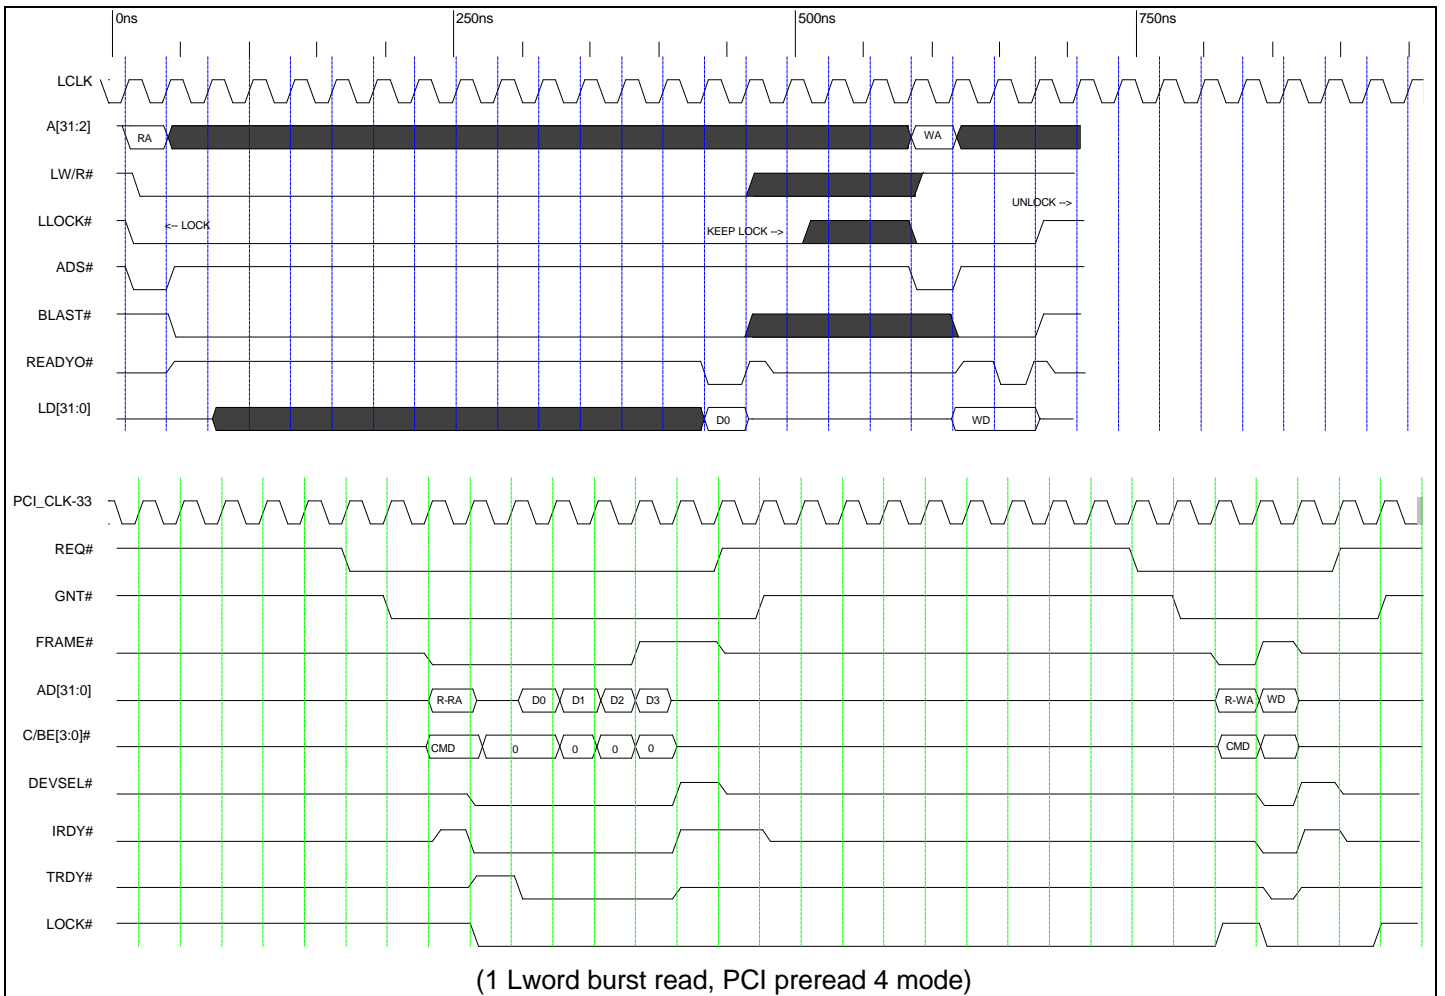 0ns 250ns 500ns 750ns
LCLK
A[31:2] RA WA
LW/R#
UNLOCK -->
LLOCK# <-- LOCK KEEP LOCK -->
ADS#
BLAST#
READYO#
LD[31:0] D0 WD
PCI_CLK-33
REQ#
GNT#
FRAME#
AD[31:0] R-RA D0 D1 D2 D3 R-WA WD
C/BE[3:0]# CMD 0 0 0 0 CMD
DEVSEL#
IRDY#
TRDY#
LOCK#
(1 Lword burst read, PCI preread 4 mode)